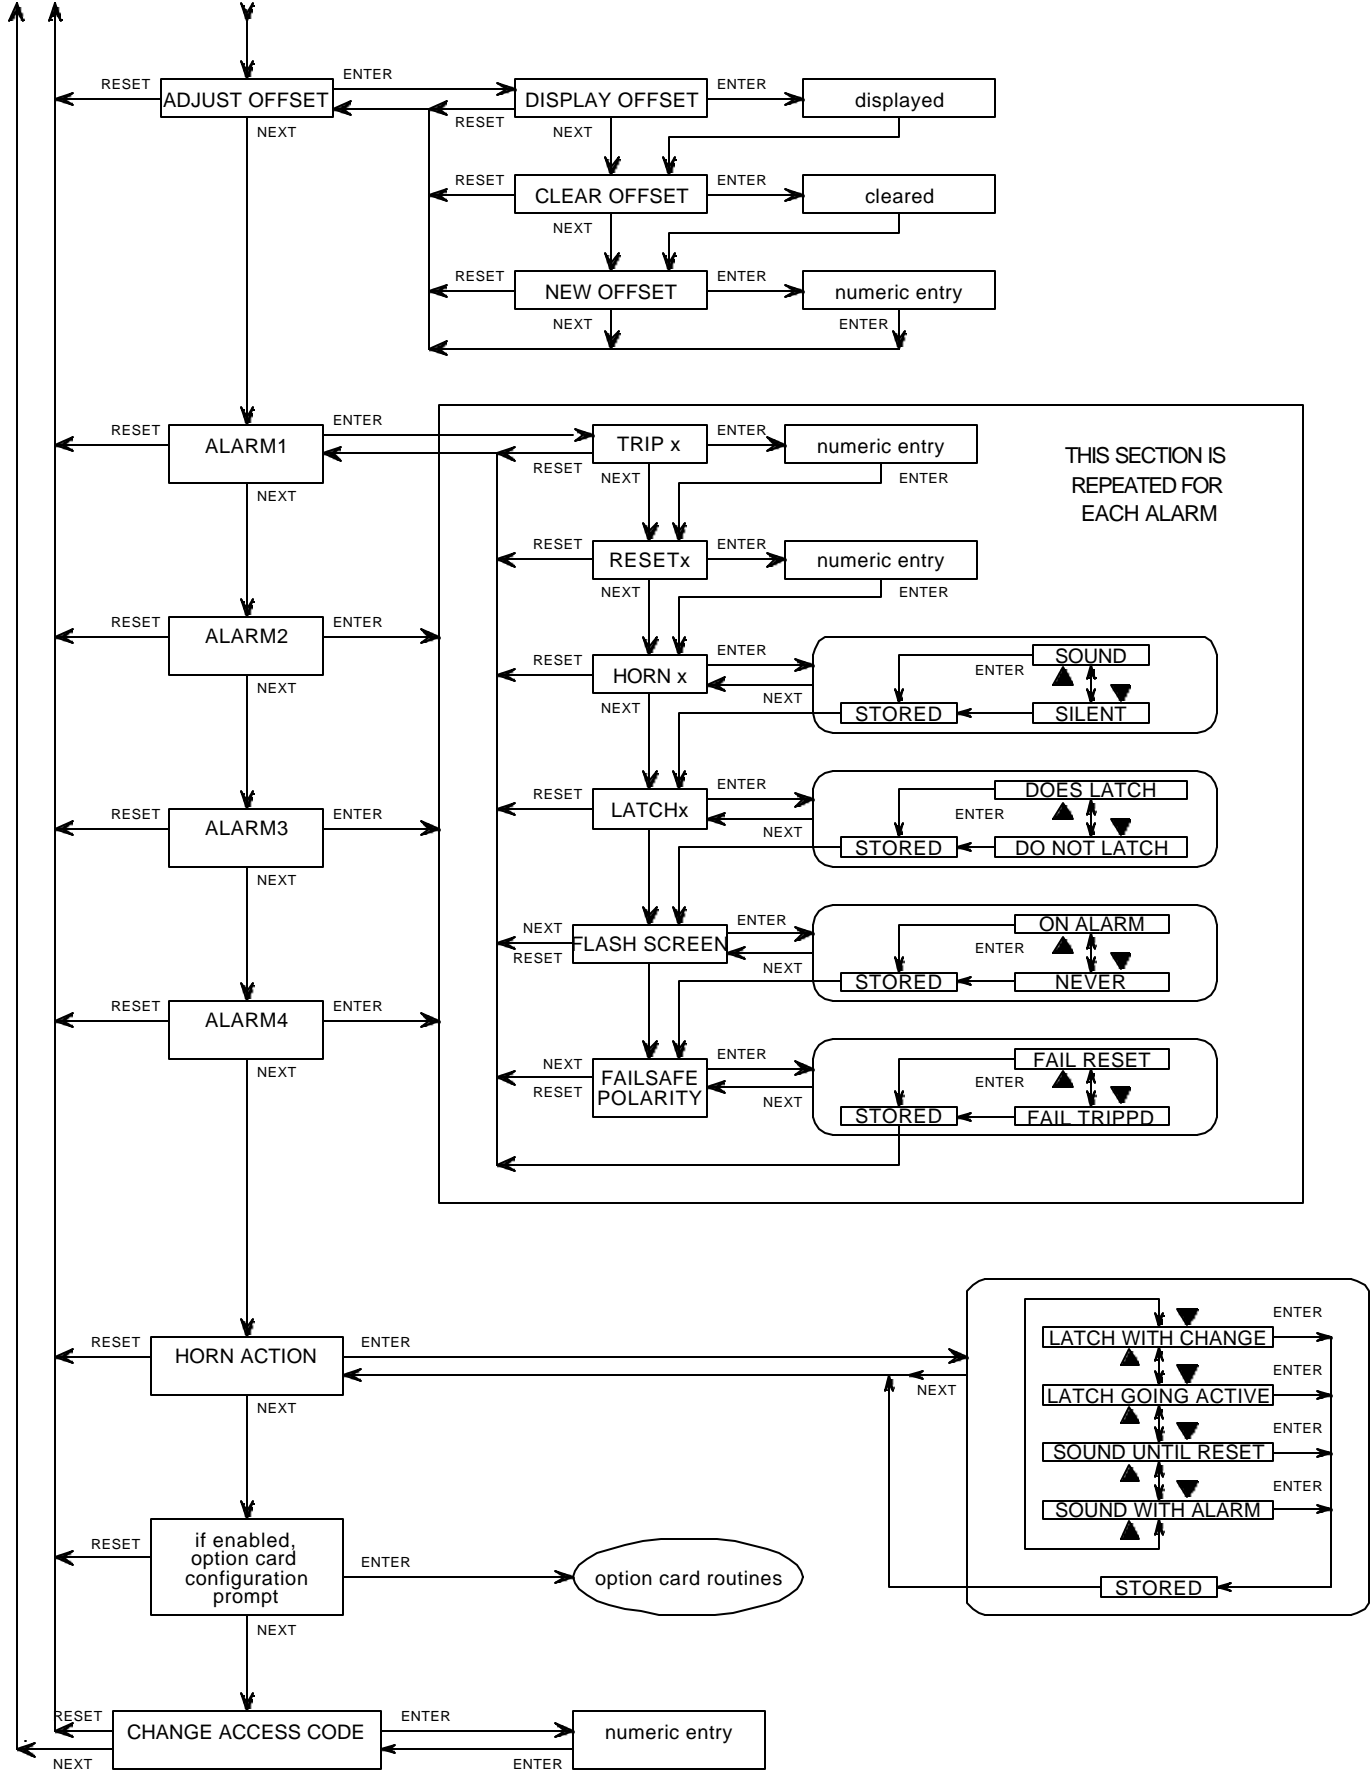 RESET
ADJUST OFFSET
ENTER
NEXT
DISPLAY OFFSET
RESET
NEXT
ENTER
displayed
RESET
CLEAR OFFSET
ENTER
cleared
NEXT
RESET
NEW OFFSET
ENTER
numeric entry
NEXT
ENTER
RESET
ALARM1
ENTER
NEXT
TRIP x
RESET
NEXT
ENTER
numeric entry
ENTER
THIS SECTION IS
REPEATED FOR
EACH ALARM
RESET
RESETx
ENTER
numeric entry
NEXT
ENTER
RESET
ALARM2
ENTER
NEXT
RESET
HORN x
ENTER
NEXT
NEXT
SOUND
ENTER
STORED
SILENT
RESET
LATCHx
ENTER
NEXT
DOES LATCH
ENTER
STORED
DO NOT LATCH
RESET
ALARM3
ENTER
NEXT
NEXT
RESET
FLASH SCREEN
ENTER
NEXT
ON ALARM
ENTER
STORED
NEVER
RESET
ALARM4
ENTER
NEXT
NEXT
RESET
FAILSAFE
POLARITY
ENTER
NEXT
FAIL RESET
ENTER
STORED
FAIL TRIPPD
RESET
HORN ACTION
ENTER
NEXT
NEXT
LATCH WITH CHANGE
ENTER
LATCH GOING ACTIVE
ENTER
SOUND UNTIL RESET
ENTER
SOUND WITH ALARM
ENTER
STORED
RESET
if enabled,
option card
configuration
prompt
ENTER
NEXT
option card routines
RESET
NEXT
CHANGE ACCESS CODE
ENTER
ENTER
numeric entry